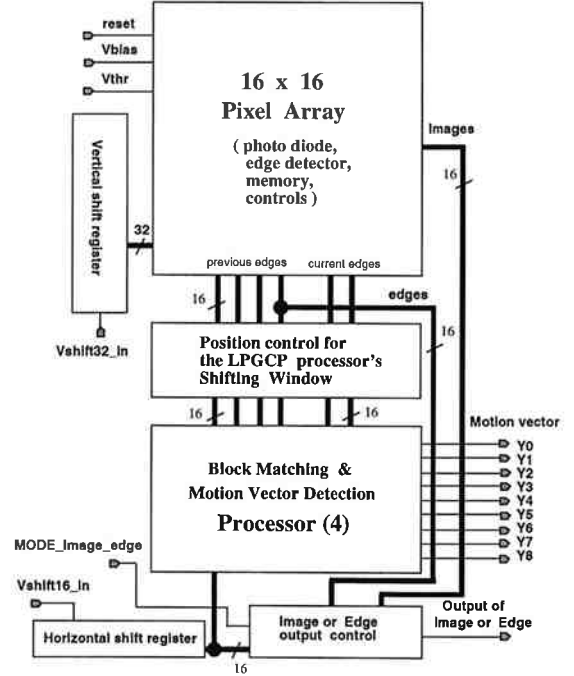 reset
Vbias
Vthr
16 x 16
Pixel Array
( photo diode,
edge detector,
memory,
controls )
Images
16
Vertical shift register
32
previous edges
current edges
16
edges
16
Vshift32_in
Position control for
the LPGCP processor's
Shifting Window
16
16
Motion vector
Block Matching &
Motion Vector Detection
Processor (4)
Y0
Y1
Y2
Y3
Y4
Y5
Y6
Y7
Y8
MODE_Image_edge
Vshift16_in
Horizontal shift register
16
Image or Edge
output control
Output of
Image or Edge